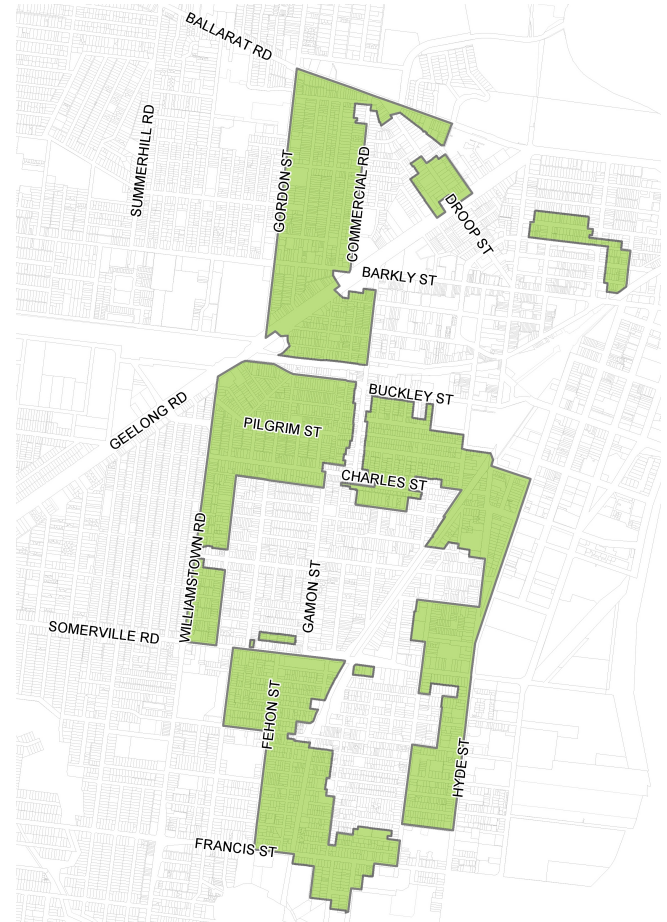 BALLARAT RD
SUMMERHILL RD
GORDON ST
COMMERCIAL RD
DROOP ST
BARKLY ST
BUCKLEY ST
GEELONG RD
PILGRIM ST
CHARLES ST
WILLIAMSTOWN RD
GAMON ST
SOMERVILLE RD
FEHON ST
HYDE ST
FRANCIS ST